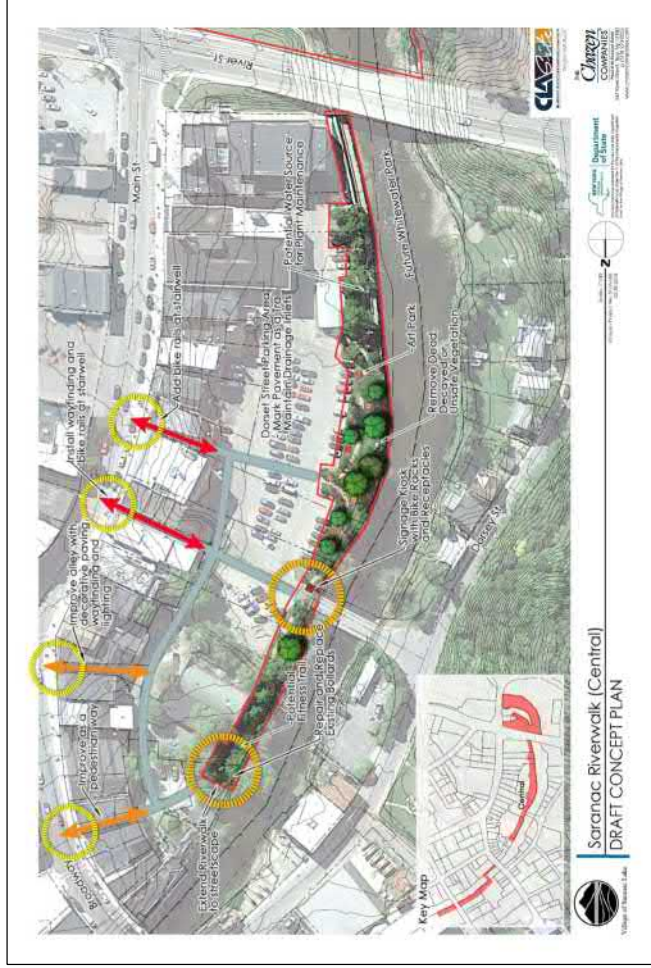 River St
Main St
Install wayfinding and
bike rails at stairwell
Add bike rails at stairwell
Improve alley with
decorative paving
wayfinding and
lighting
Improve as a
pedestrian way
Broadway
Dorset Street Parking Area
Mark Pavement as a Trail
Maintain Drainage Inlets
Potential Water Source
for Plant Maintenance
Future Whitewater Park
Art Park
Remove Dead
Decayed or
Unsafe Vegetation
Signage Kiosk
with Bike Racks
and Receptacles
Dorsey St
Potential
Fitness Trail
Repair and Replace
Existing Bollards
Extend Riverwalk
to streetscape
Key Map
Central
Village of Saranac Lake
Saranac Riverwalk (Central)
DRAFT CONCEPT PLAN
N
Department
of State
THE
Chazen
COMPANIES